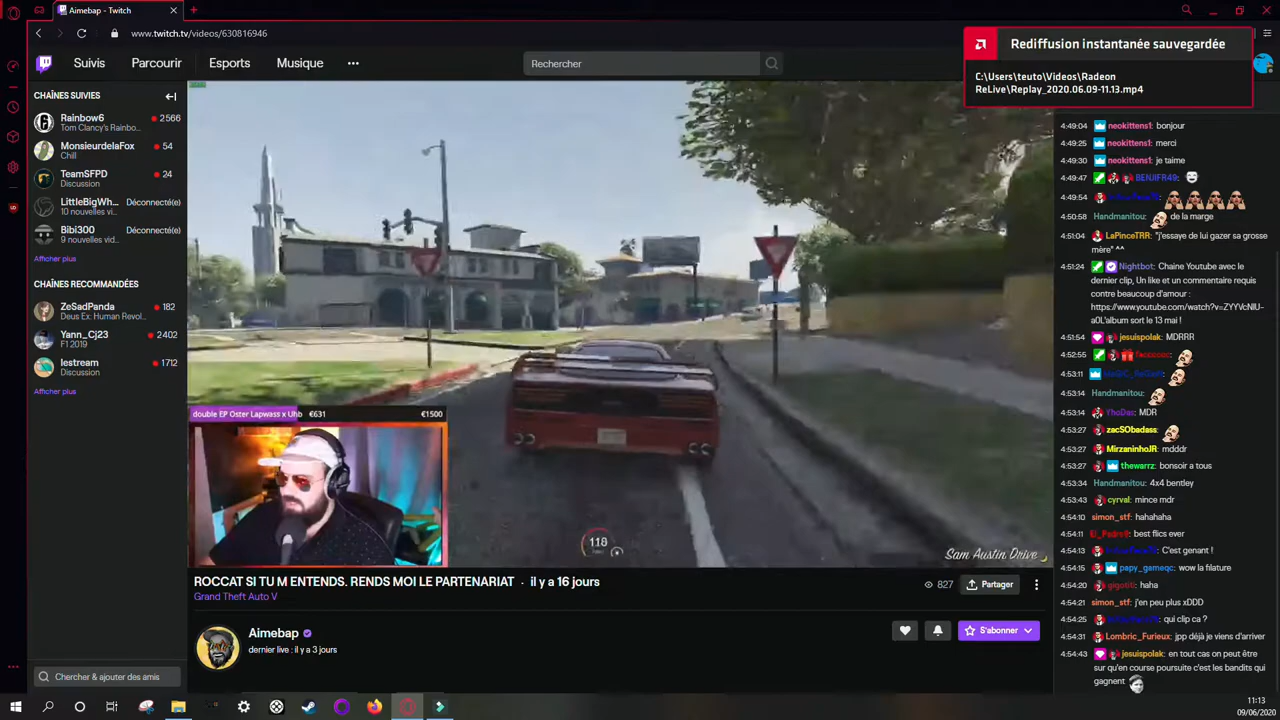 Aimebap - Twitch
www.twitch.tv/videos/630816946
Rediffusion instantanée sauvegardée
C:\Users\teuto\Videos\Radeon
ReLive\Replay_2020.06.09-11.13.mp4
Suivis
Parcourir
Esports
Musique
Rechercher
CHAÎNES SUIVIES
Rainbow6 2566
Tom Clancy's Rainbo...
MonsieurdelaFox 54
Chill
TeamSFPD 24
Discussion
LittleBigWh... Déconnecté(e)
10 nouvelles vi...
Bibi300 Déconnecté(e)
9 nouvelles vid...
Afficher plus
CHAÎNES RECOMMANDÉES
ZeSadPanda 182
Deus Ex: Human Revol...
Yann_Cj23 2402
F1 2019
lestream 1712
Discussion
Afficher plus
Chercher & ajouter des amis
double EP Oster Lapwass x Uhb €631 €1500
118
Sam Austin Drive
ROCCAT SI TU M ENTENDS. RENDS MOI LE PARTENARIAT · il y a 16 jours
Grand Theft Auto V
827
Partager
Aimebap
dernier live : il y a 3 jours
S'abonner
4:49:04 neokittens1: bonjour
4:49:25 neokittens1: merci
4:49:30 neokittens1: je taime
4:49:47 BENJIFR49:
4:49:54
4:50:58 Handmanitou: de la marge
4:51:04 LaPinceTRR: "j'essaye de lui gazer sa grosse
mère" ^^
4:51:24 Nightbot: Chaine Youtube avec le
dernier clip, Un like et un commentaire requis
contre beaucoup d'amour :
https://www.youtube.com/watch?v=ZYYVcNlU-
a0L'album sort le 13 mai !
4:51:54 jesuispolak: MDRRR
4:52:55
4:53:11
4:53:14 Handmanitou:
4:53:14 YhoDas: MDR
4:53:27 zacSObadass:
4:53:27 MirzaninhoJR: mdddr
4:53:27 thewarrz: bonsoir a tous
4:53:34 Handmanitou: 4x4 bentley
4:53:43 cyrval: mince mdr
4:54:10 simon_stf: hahahaha
4:54:11 best flics ever
4:54:13 C'est genant !
4:54:15 papy_gameqc: wow la filature
4:54:20 gigotiti: haha
4:54:21 simon_stf: j'en peu plus xDDD
4:54:25 qui clip ca ?
4:54:31 Lombric_Furieux: jpp déjà je viens d'arriver
4:54:43 jesuispolak: en tout cas on peut être
sur qu'en course poursuite c'est les bandits qui
gagnent
11:13
09/06/2020